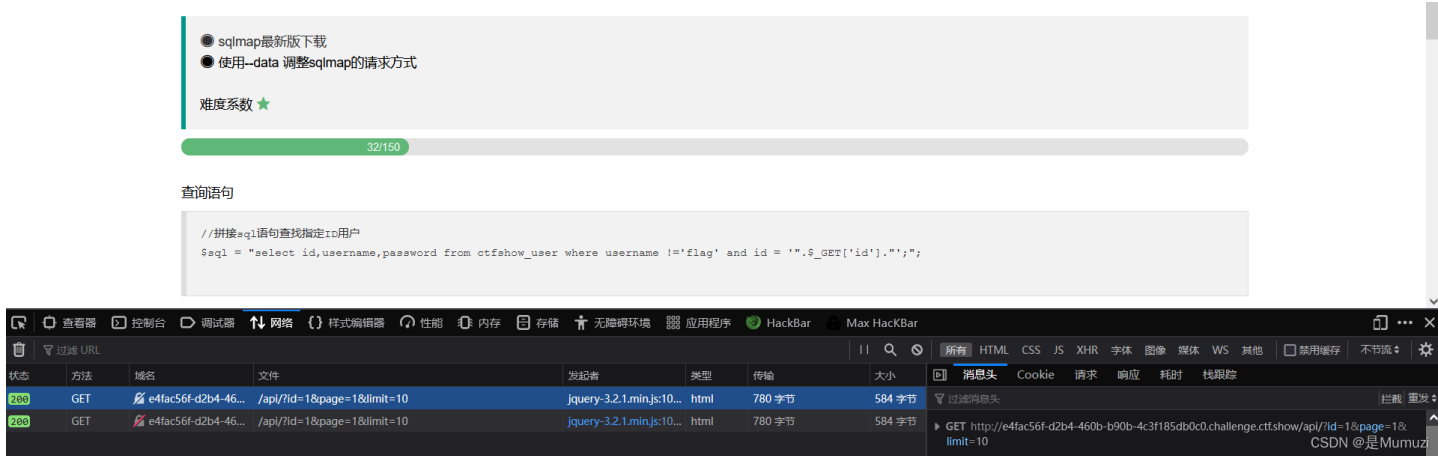 sqlmap最新版下载
使用--data 调整sqlmap的请求方式
难度系数
32/150
查询语句
//拼接sql语句查找指定ID用户
$sql = "select id,username,password from ctfshow_user where username !='flag' and id = '".$_GET['id']."';";
查看器 控制台 调试器 网络 样式编辑器 性能 内存 存储 无障碍环境 应用程序 HackBar Max HacKBar
过滤 URL 所有 HTML CSS JS XHR 字体 图像 媒体 WS 其他 禁用缓存 不节流
状态 方法 域名 文件 发起者 类型 传输 大小 消息头 Cookie 请求 响应 耗时 栈跟踪
200 GET e4fac56f-d2b4-46... /api/?id=1&page=1&limit=10 jquery-3.2.1.min.js:10... html 780 字节 584 字节 过滤消息头 拦截 重发
200 GET e4fac56f-d2b4-46... /api/?id=1&page=1&limit=10 jquery-3.2.1.min.js:10... html 780 字节 584 字节
GET http://e4fac56f-d2b4-460b-b90b-4c3f185db0c0.challenge.ctf.show/api/?id=1&page=1&
limit=10
CSDN @是Mumuzi